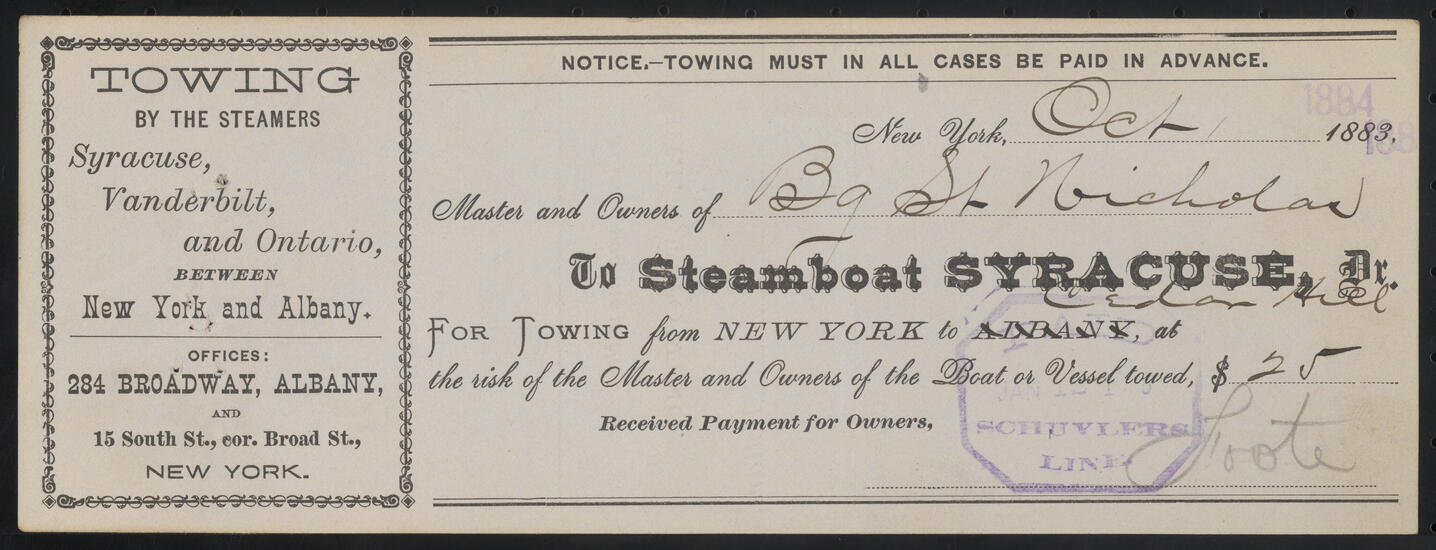 TOWING
BY THE STEAMERS
Syracuse,
Vanderbilt,
and Ontario,
BETWEEN
New York and Albany.
OFFICES:
284 BROADWAY, ALBANY,
AND
15 South St., cor. Broad St.,
NEW YORK.
NOTICE.—TOWING MUST IN ALL CASES BE PAID IN ADVANCE.
1884
New York, Oct 1883,
188
Master and Owners of Bg St Nicholas
To Steamboat SYRACUSE, Dr.
Cedar Hill
FOR TOWING from NEW YORK to ALBANY, at
the risk of the Master and Owners of the Boat or Vessel towed, $ 25
Received Payment for Owners,
PAID
JAN 12
SCHUYLERS
LINE
Foote